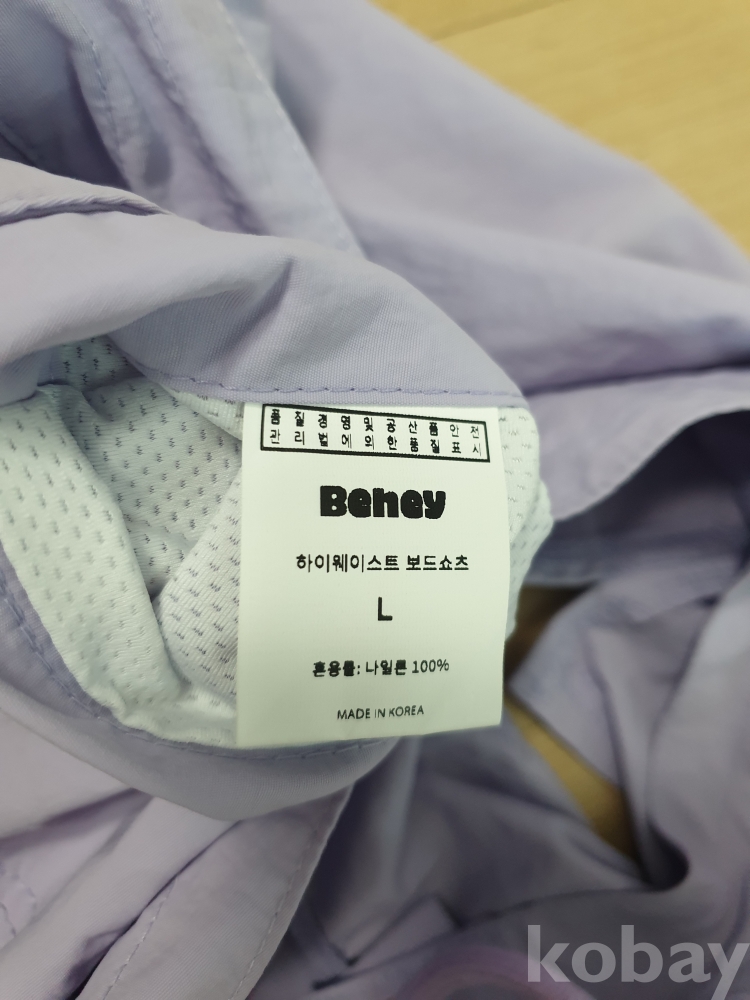 품질경영및공산품안전
관리법에의한품질표시
Behey
하이웨이스트 보드쇼츠
L
혼용률: 나일론 100%
MADE IN KOREA
kobay